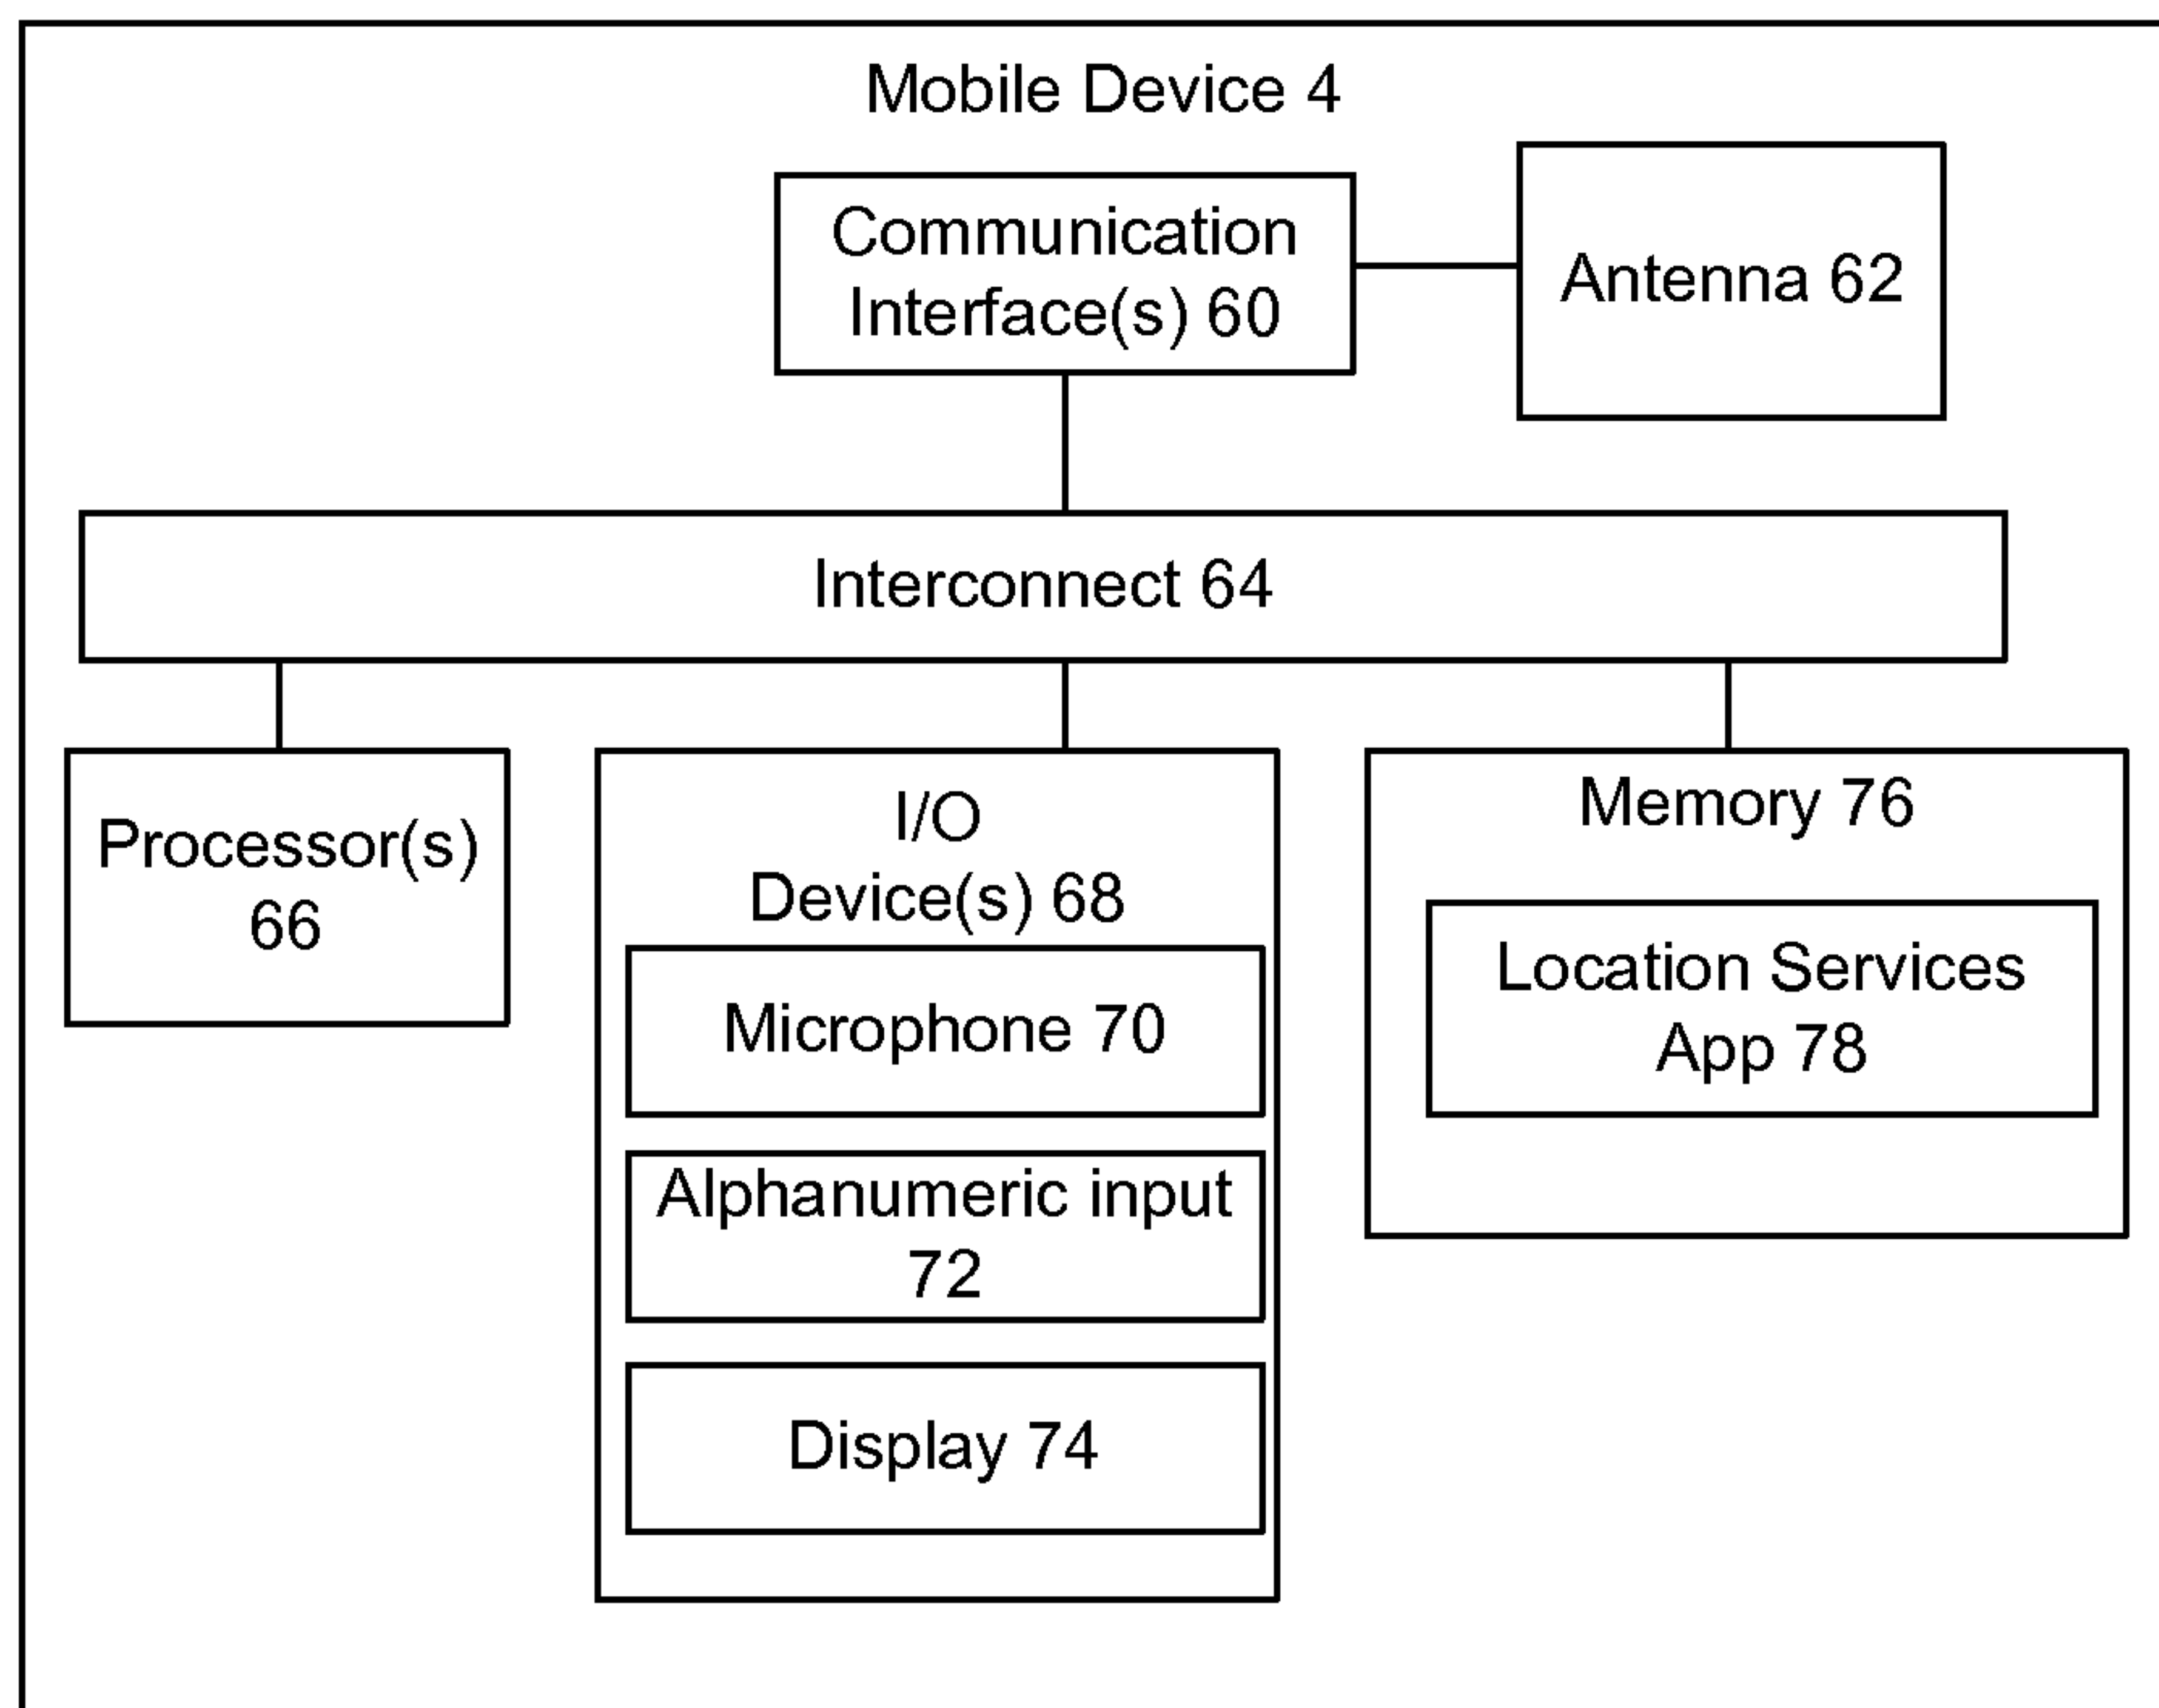 Mobile Device 4
Communication
Interface(s) 60
Antenna 62
Interconnect 64
Processor(s)
66
I/O
Device(s) 68
Microphone 70
Alphanumeric input
72
Display 74
Memory 76
Location Services
App 78